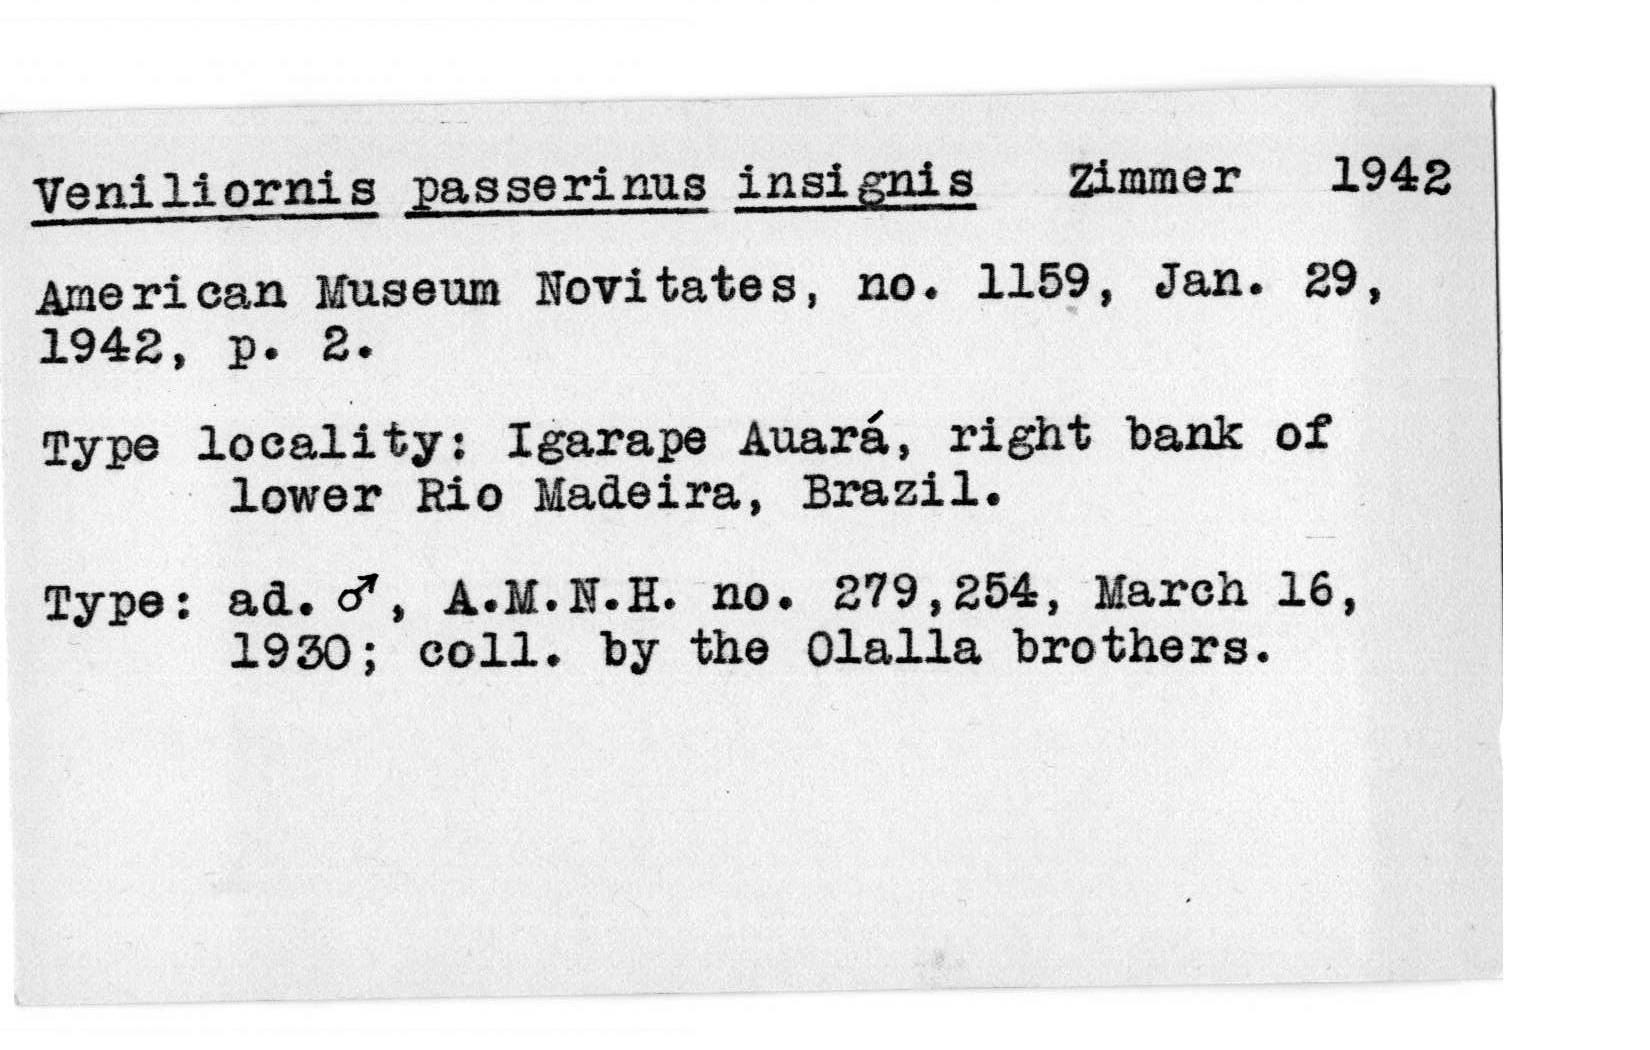 Veniliornis passerinus insignis Zimmer 1942
American Museum Novitates, no. 1159, Jan. 29,
1942, p. 2.
Type locality: Igarape Auará, right bank of
lower Rio Madeira, Brazil.
Type: ad. ♂, A.M.N.H. no. 279,254, March 16,
1930; coll. by the Olalla brothers.